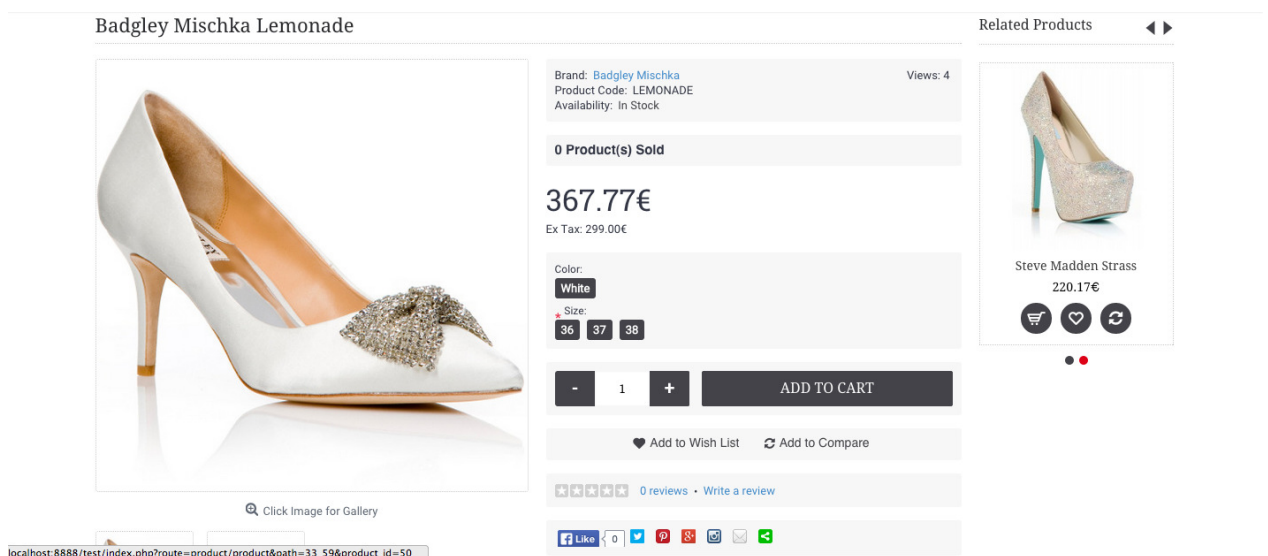 Badgley Mischka Lemonade
Brand: Badgley Mischka
Views: 4
Product Code: LEMONADE
Availability: In Stock
0 Product(s) Sold
367.77€
Ex Tax: 299.00€
Color:
White
* Size:
36 37 38
- 1 + ADD TO CART
Add to Wish List Add to Compare
0 reviews • Write a review
Like 0
Click Image for Gallery
Related Products
Steve Madden Strass
220.17€
localhost:8888/test/index.php?route=product/product&path=33_59&product_id=50